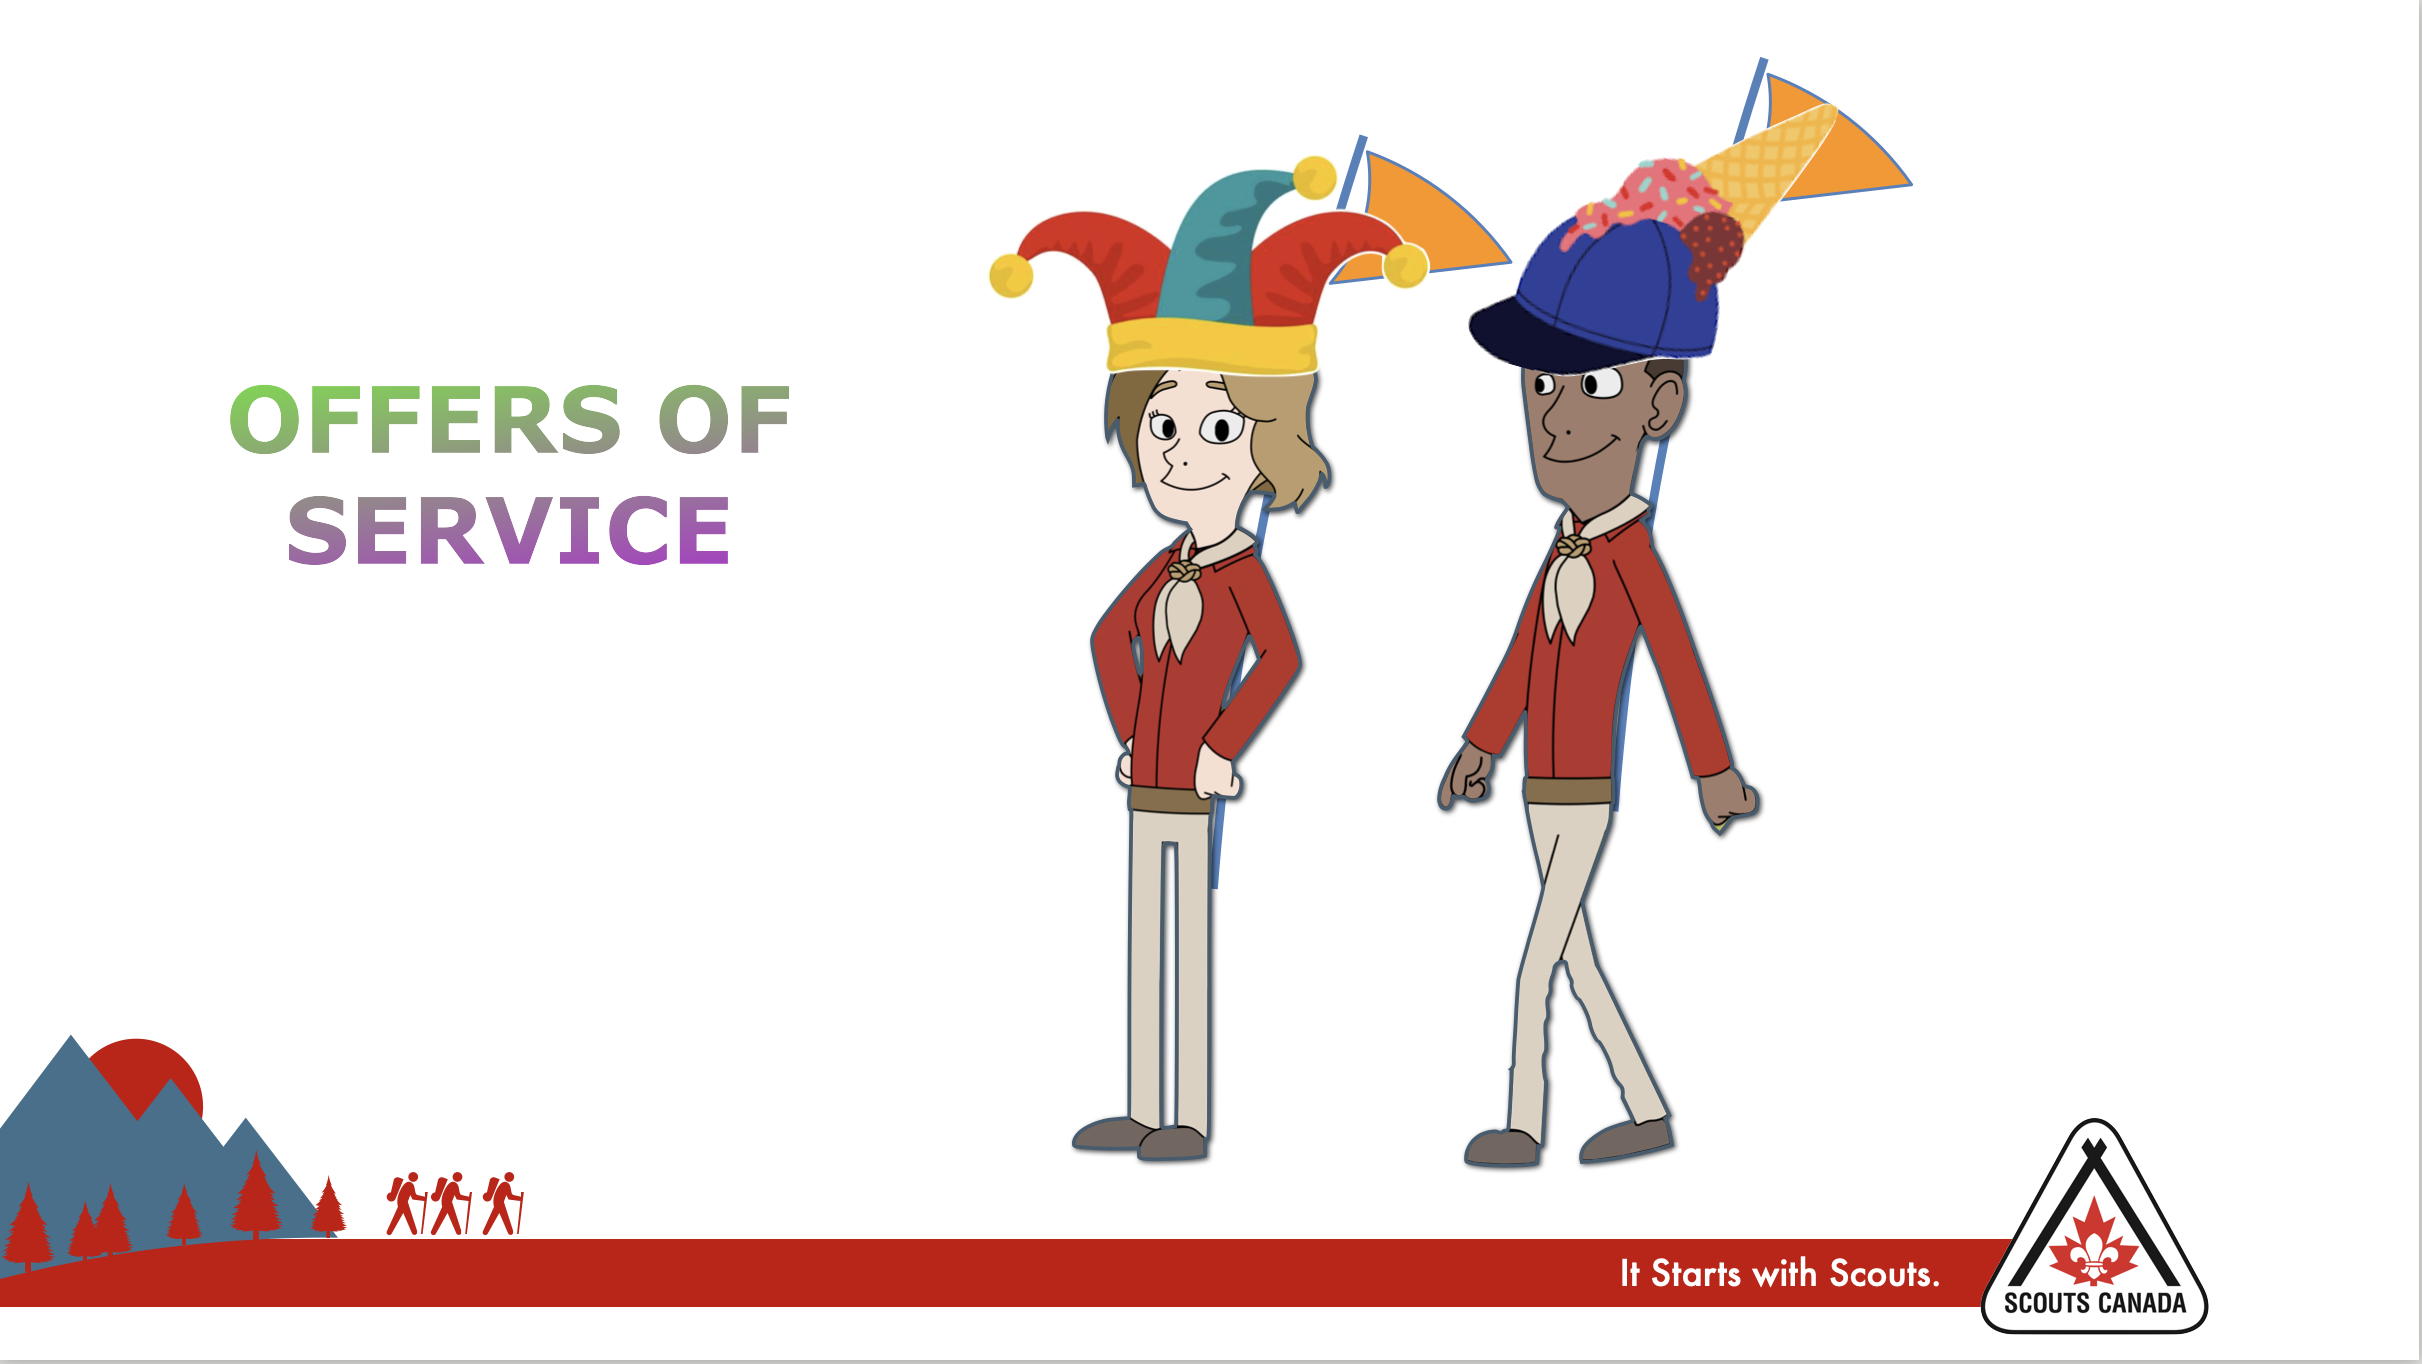 OFFERS OF
SERVICE
It Starts with Scouts.
SCOUTS CANADA